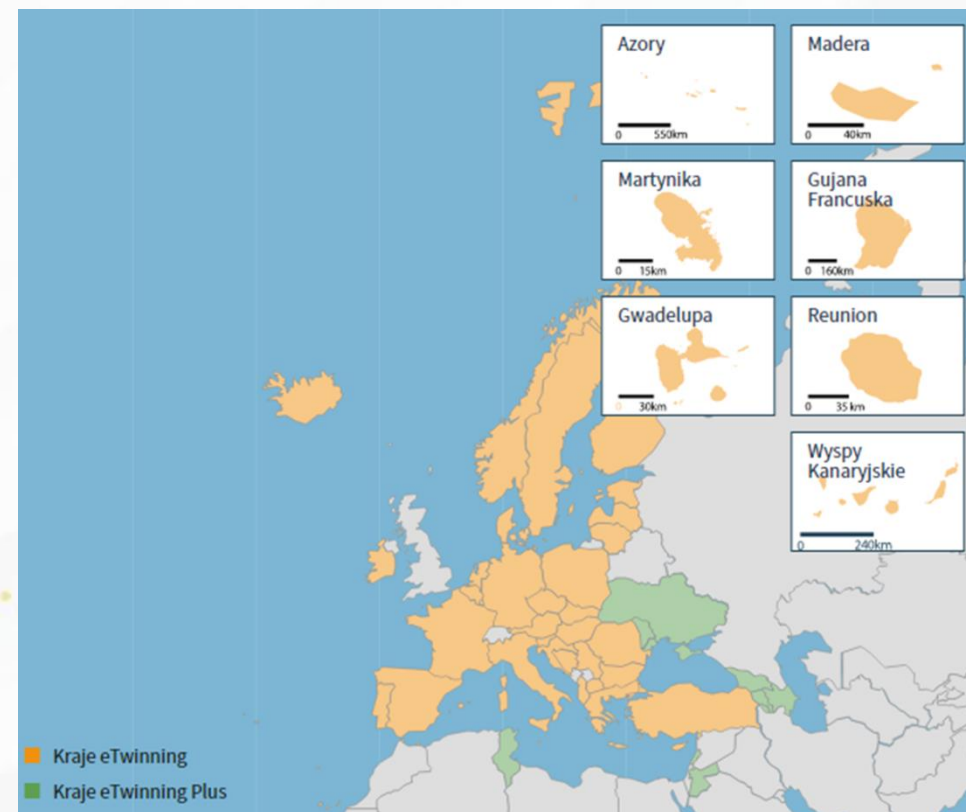 Azory
0 550km
Madera
0 40km
Martynika
0 15km
Gujana
Francuska
0 160km
Gwadelupa
0 30km
Reunion
0 35 km
Wyspy
Kanaryjskie
0 240km
Kraje eTwinning
Kraje eTwinning Plus